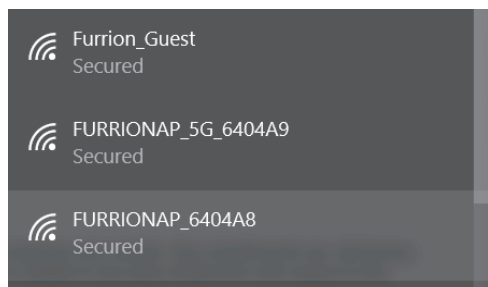 Furrion_Guest
Secured
FURRIONAP_5G_6404A9
Secured
FURRIONAP_6404A8
Secured